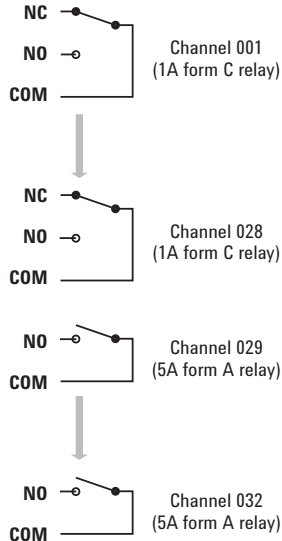 NC
NO
COM
Channel 001
(1A form C relay)
NC
NO
COM
Channel 028
(1A form C relay)
NO
COM
Channel 029
(5A form A relay)
NO
COM
Channel 032
(5A form A relay)